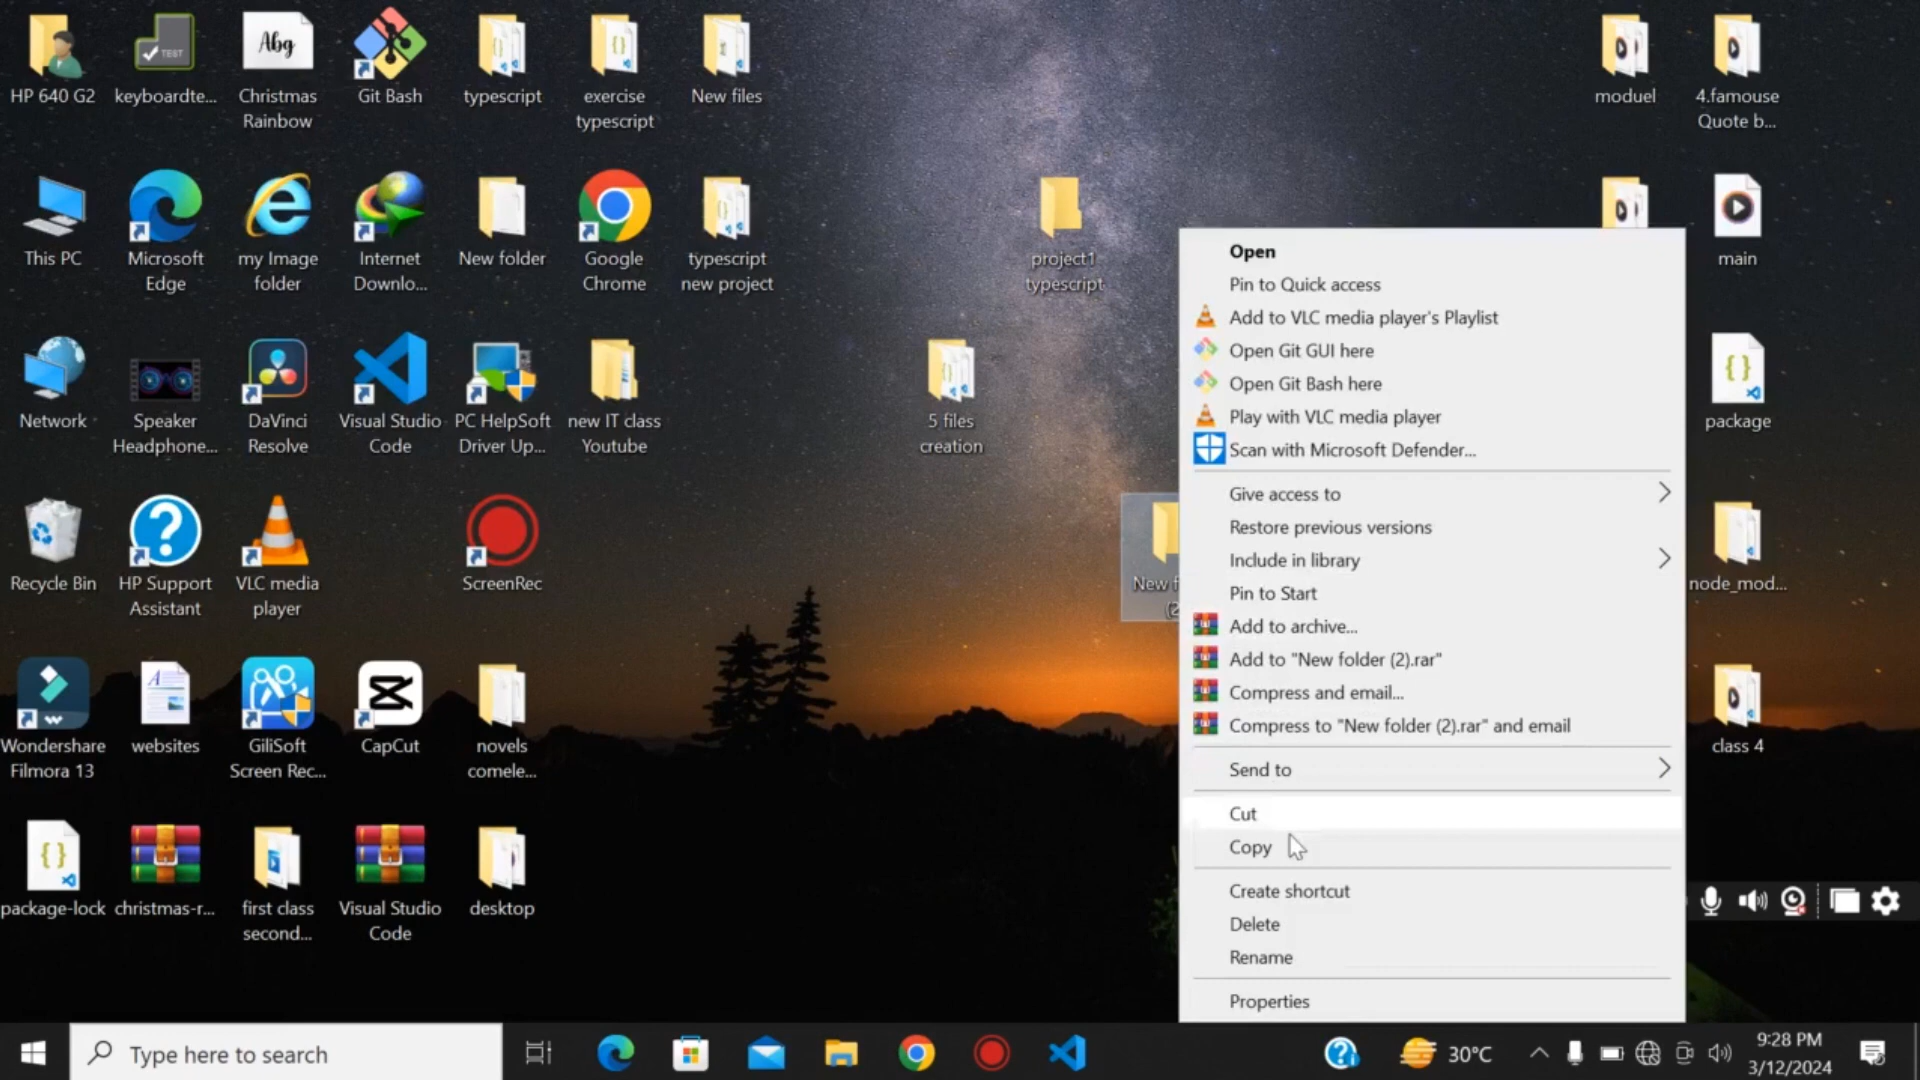 HP 640 G2
keyboardte...
Christmas
Rainbow
Abg
Git Bash
typescript
exercise
typescript
New files
moduel
4.famouse
Quote b...
TEST
This PC
Microsoft
Edge
my Image
folder
Internet
Downlo...
New folder
Google
Chrome
typescript
new project
project1
typescript
main
Network
Speaker
Headphone...
DaVinci
Resolve
Visual Studio
Code
PC HelpSoft
Driver Up...
new IT class
Youtube
5 files
creation
package
Recycle Bin
HP Support
Assistant
VLC media
player
ScreenRec
New f
(2
node_mod...
Wondershare
Filmora 13
websites
GiliSoft
Screen Rec...
CapCut
novels
comele...
class 4
package-lock
christmas-r...
first class
second...
Visual Studio
Code
desktop
Open
Pin to Quick access
Add to VLC media player's Playlist
Open Git GUI here
Open Git Bash here
Play with VLC media player
Scan with Microsoft Defender...
Give access to
Restore previous versions
Include in library
Pin to Start
Add to archive...
Add to "New folder (2).rar"
Compress and email...
Compress to "New folder (2).rar" and email
Send to
Cut
Copy
Create shortcut
Delete
Rename
Properties
Type here to search
30°C
9:28 PM
3/12/2024